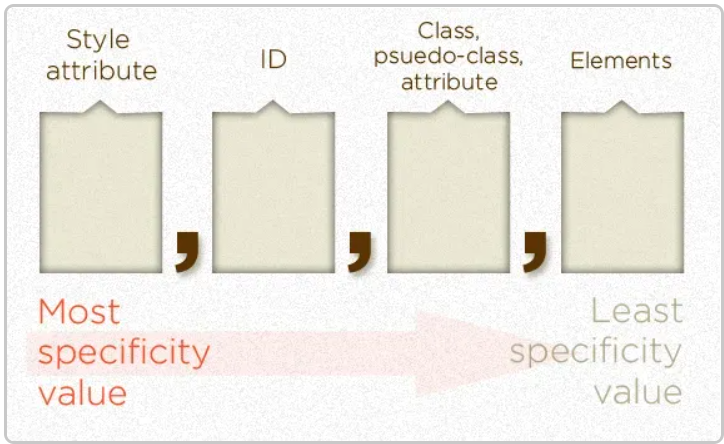 Style
attribute
ID
Class,
psuedo-class,
attribute
Elements
, , ,
Most
specificity
value
Least
specificity
value